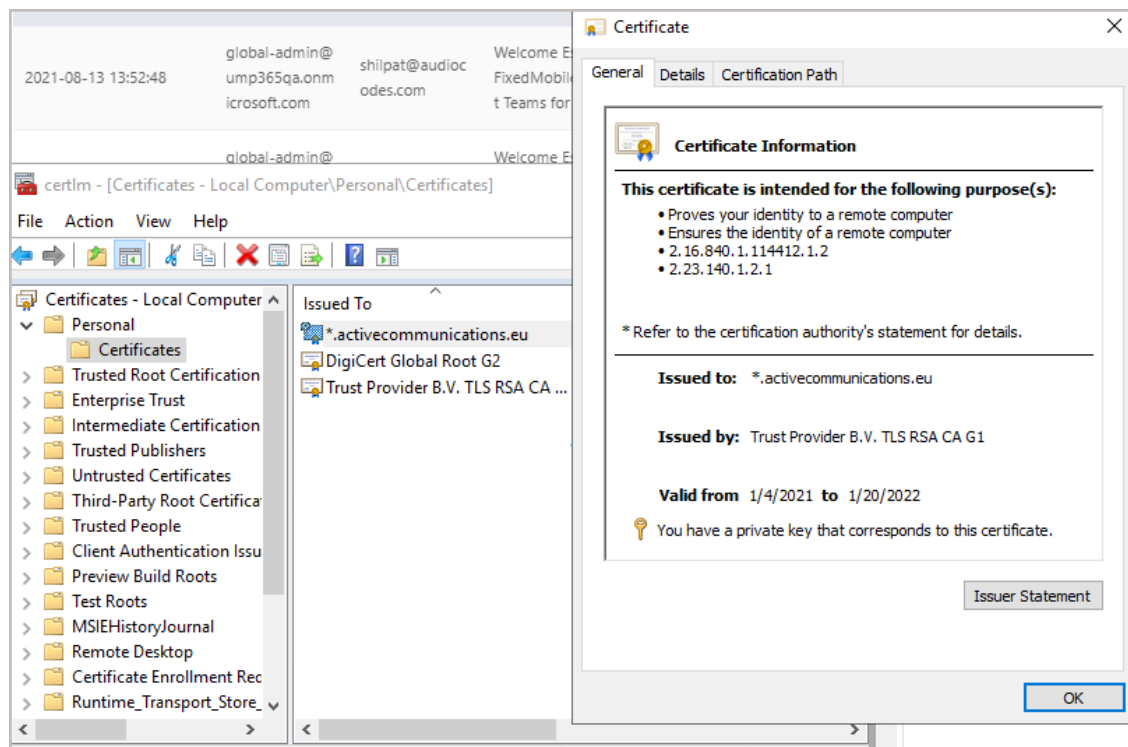 2021-08-13 13:52:48
global-admin@
ump365qa.onm
icrosoft.com
shilpat@audioc
odes.com
Welcome
FixedMobile
t Teams for
global-admin@
Welcome
certlm - [Certificates - Local Computer\Personal\Certificates]
File Action View Help
Certificates - Local Computer
Personal
Certificates
Trusted Root Certification
Enterprise Trust
Intermediate Certification
Trusted Publishers
Untrusted Certificates
Third-Party Root Certifica
Trusted People
Client Authentication Issu
Preview Build Roots
Test Roots
MSIEHistoryJournal
Remote Desktop
Certificate Enrollment Rec
Runtime_Transport_Store_
Issued To
*.activecommunications.eu
DigiCert Global Root G2
Trust Provider B.V. TLS RSA CA ...
Certificate
General Details Certification Path
Certificate Information
This certificate is intended for the following purpose(s):
• Proves your identity to a remote computer
• Ensures the identity of a remote computer
• 2.16.840.1.114412.1.2
• 2.23.140.1.2.1
* Refer to the certification authority's statement for details.
Issued to: *.activecommunications.eu
Issued by: Trust Provider B.V. TLS RSA CA G1
Valid from 1/4/2021 to 1/20/2022
You have a private key that corresponds to this certificate.
Issuer Statement
OK